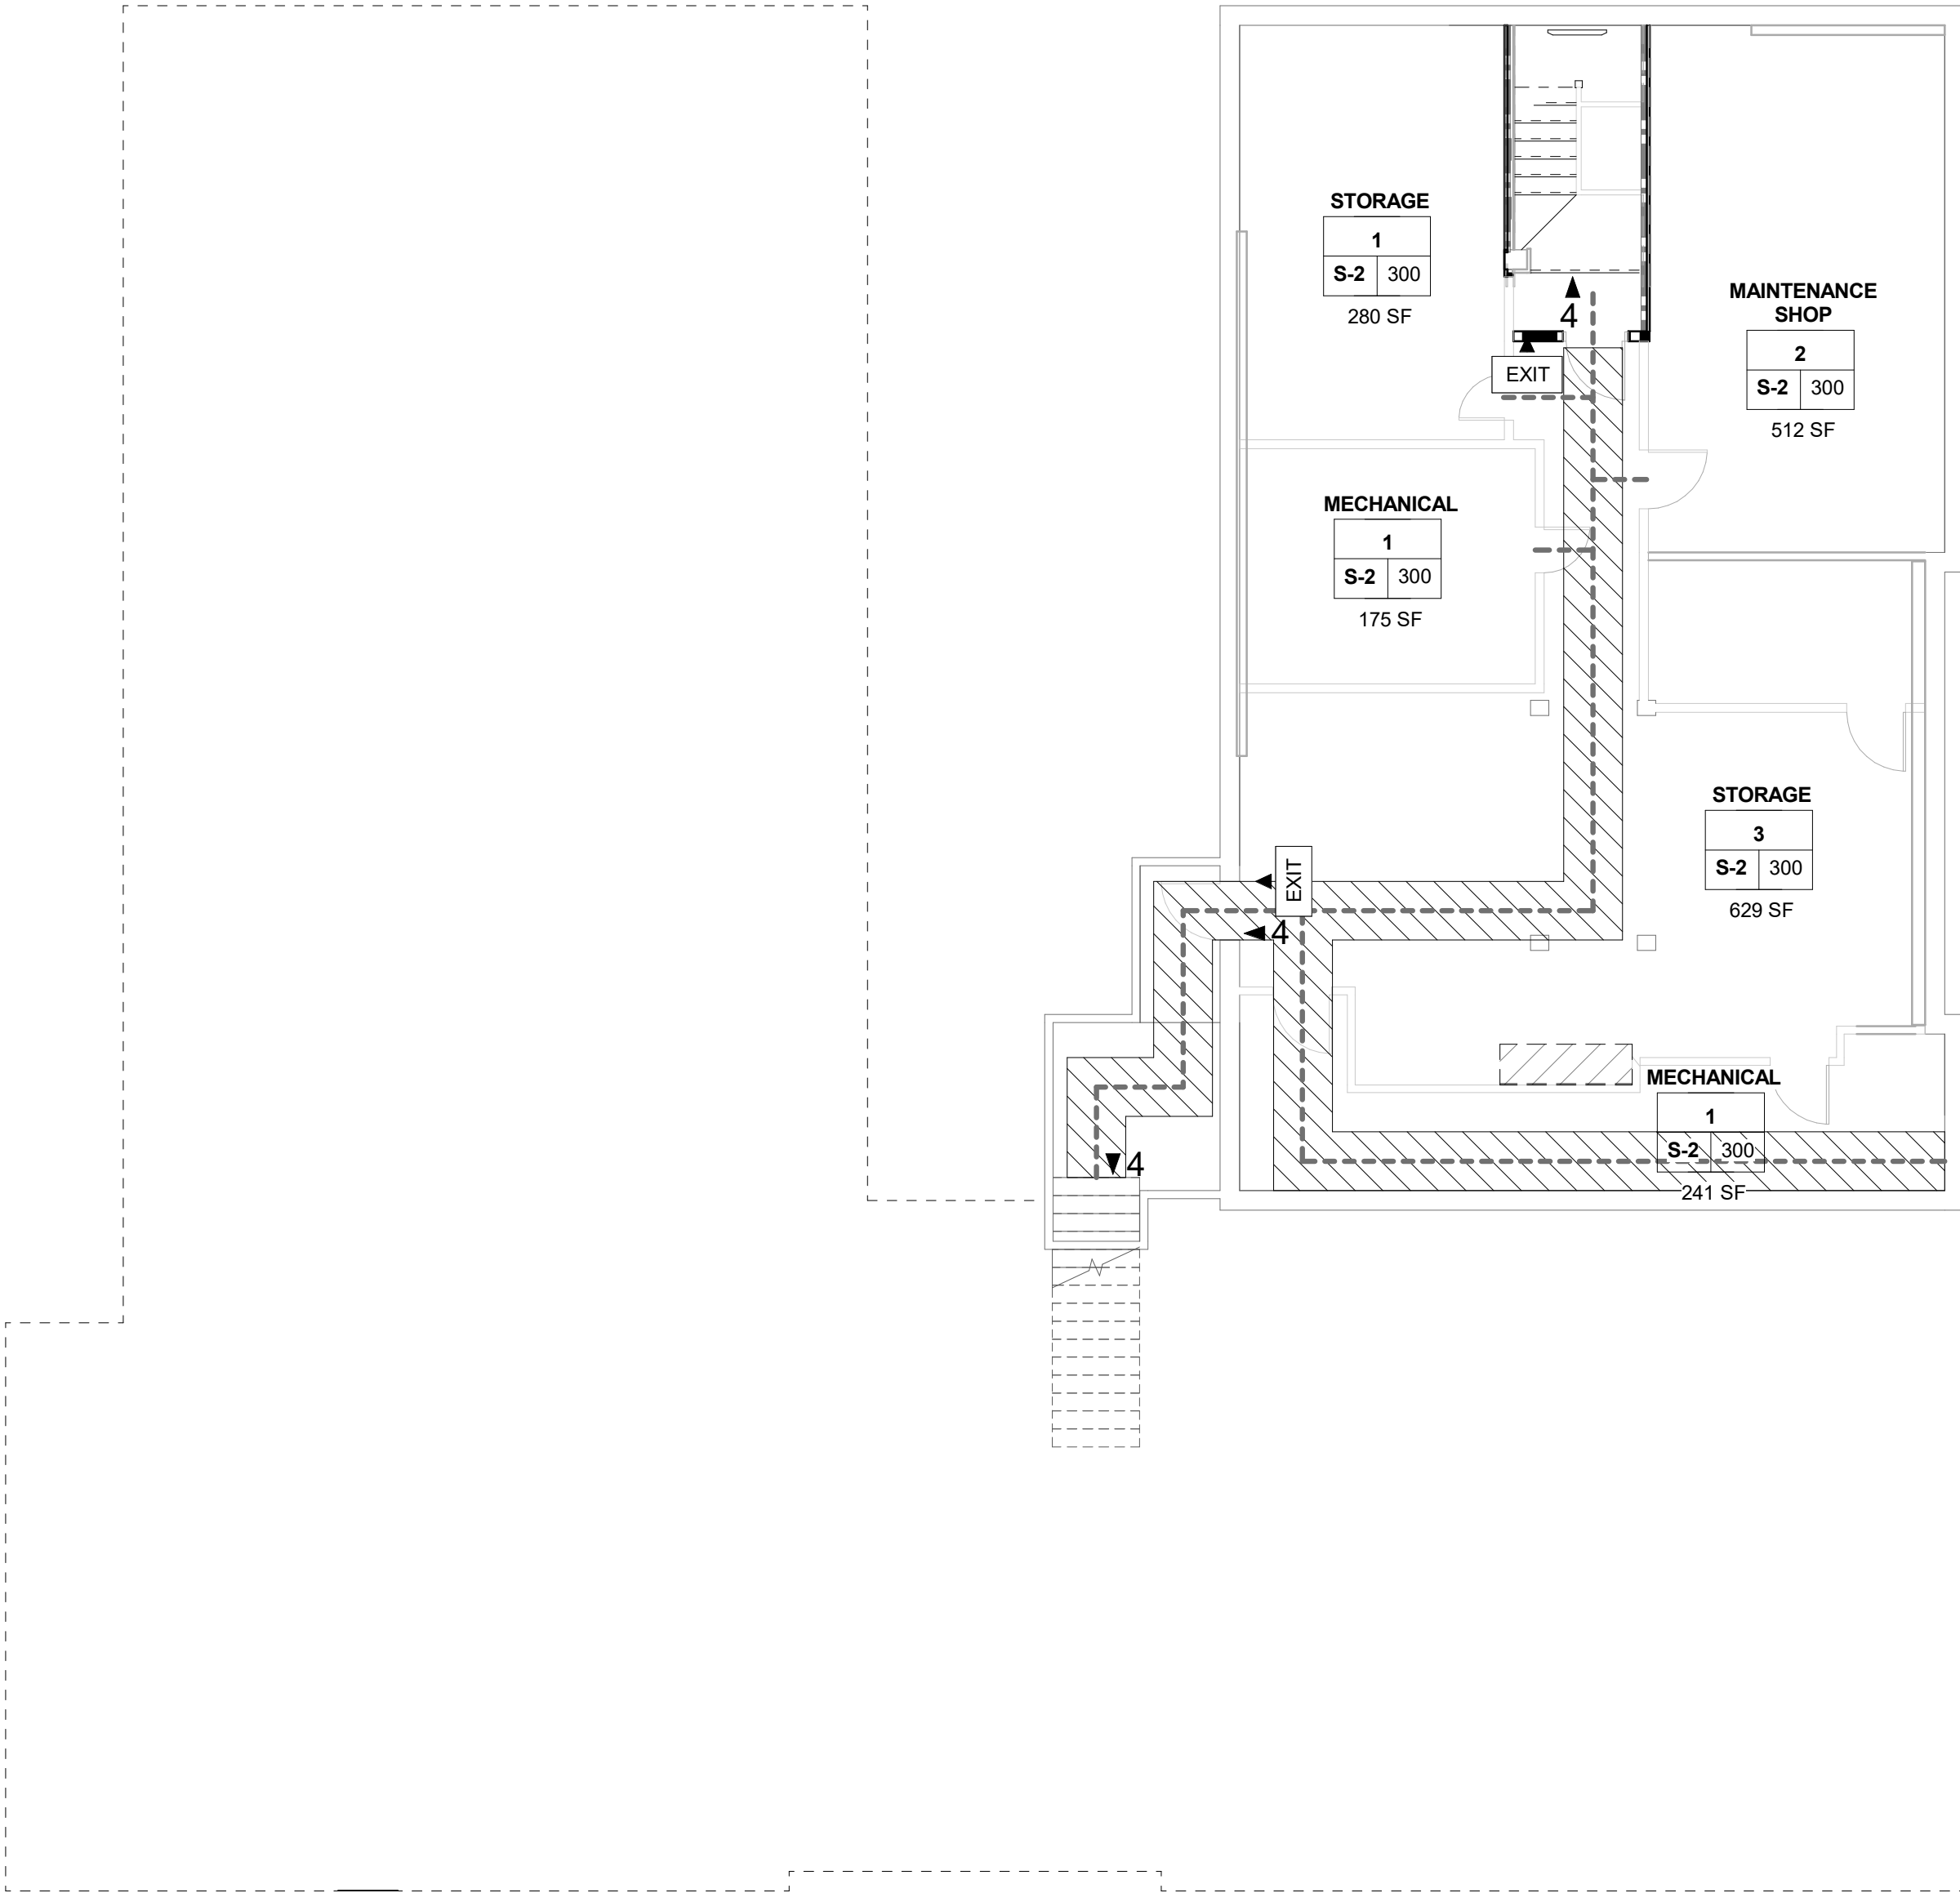 STORAGE
1
S-2 300
280 SF
MAINTENANCE
SHOP
2
S-2 300
512 SF
4
EXIT
MECHANICAL
1
S-2 300
175 SF
STORAGE
3
S-2 300
629 SF
EXIT
4
MECHANICAL
1
S-2 300
241 SF
4